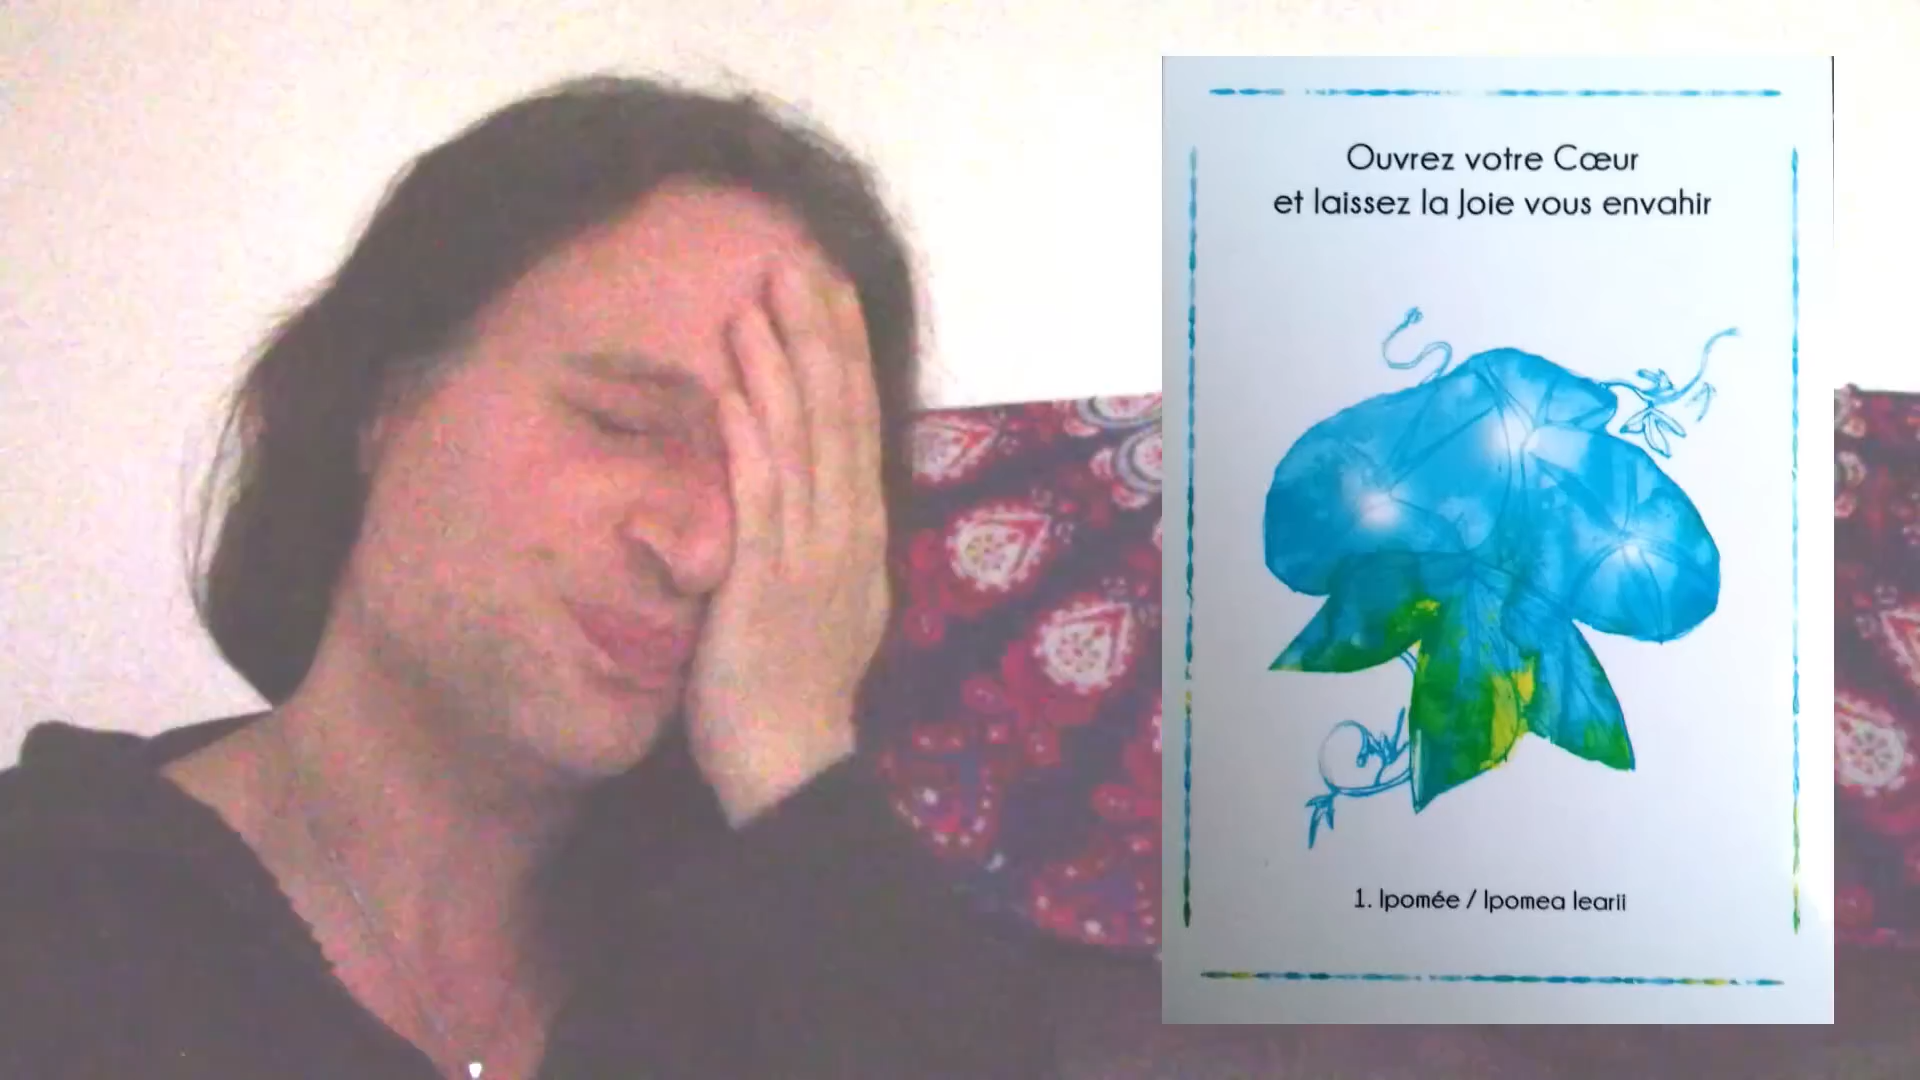 Ouvrez votre Cœur
et laissez la Joie vous envahir
1. Ipomée / Ipomea learii